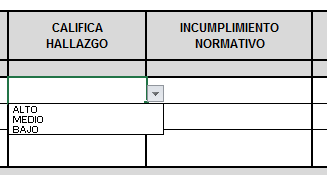 CALIFICA
HALLAZGO
INCUMPLIMIENTO
NORMATIVO
ALTO
MEDIO
BAJO